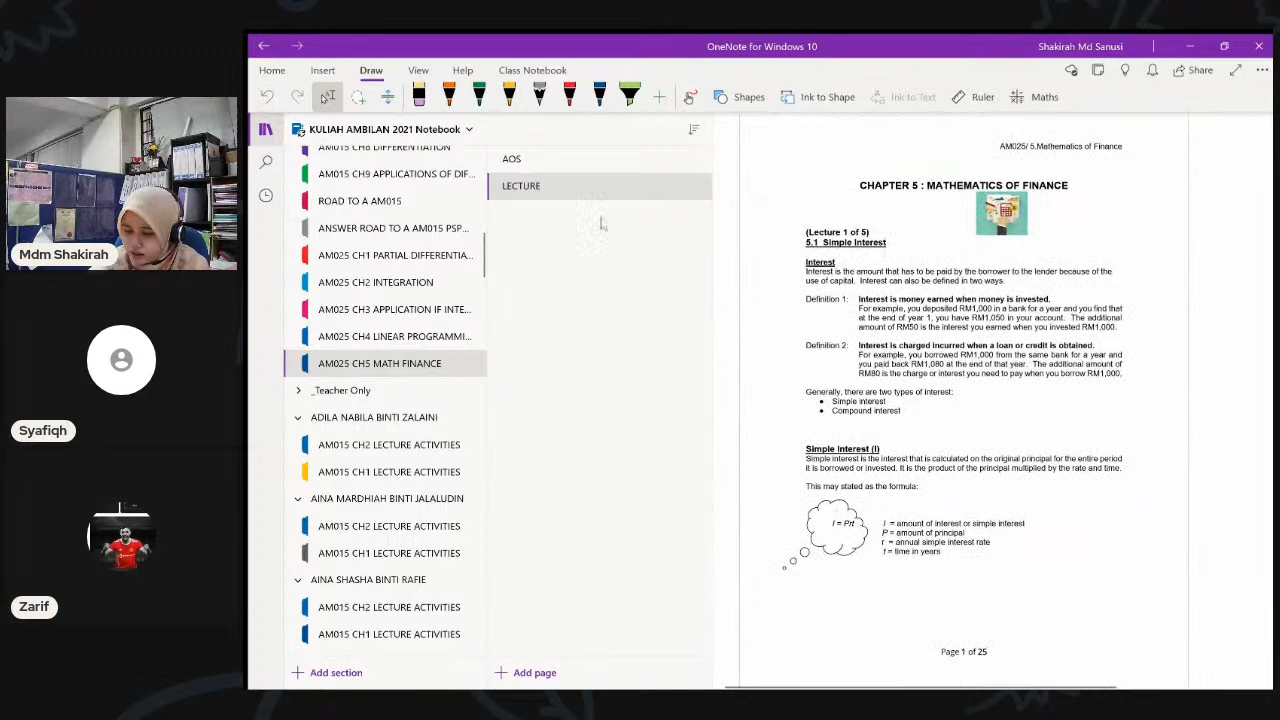 OneNote for Windows 10
Shakirah Md Sanusi
Home
Insert
Draw
View
Help
Class Notebook
Share
Shapes
Ink to Shape
Ink to Text
Ruler
Maths
Mdm Shakirah
Syafiqh
Zarif
KULIAH AMBILAN 2021 Notebook
AM015 CH8 DIFFERENTIATION
AM015 CH9 APPLICATIONS OF DIF...
ROAD TO A AM015
ANSWER ROAD TO A AM015 PSP...
AM025 CH1 PARTIAL DIFFERENTIA...
AM025 CH2 INTEGRATION
AM025 CH3 APPLICATION IF INTE...
AM025 CH4 LINEAR PROGRAMMI...
AM025 CH5 MATH FINANCE
_Teacher Only
ADILA NABILA BINTI ZALAINI
AM015 CH2 LECTURE ACTIVITIES
AM015 CH1 LECTURE ACTIVITIES
AINA MARDHIAH BINTI JALALUDIN
AM015 CH2 LECTURE ACTIVITIES
AM015 CH1 LECTURE ACTIVITIES
AINA SHASHA BINTI RAFIE
AM015 CH2 LECTURE ACTIVITIES
AM015 CH1 LECTURE ACTIVITIES
Add section
AOS
LECTURE
Add page
AM025/ 5.Mathematics of Finance
CHAPTER 5 : MATHEMATICS OF FINANCE
(Lecture 1 of 5)
5.1 Simple Interest
Interest
Interest is the amount that has to be paid by the borrower to the lender because of the
use of capital. Interest can also be defined in two ways.
Definition 1: Interest is money earned when money is invested.
For example, you deposited RM1,000 in a bank for a year and you find that
at the end of year 1, you have RM1,050 in your account. The additional
amount of RM50 is the interest you earned when you invested RM1,000.
Definition 2: Interest is charged incurred when a loan or credit is obtained.
For example, you borrowed RM1,000 from the same bank for a year and
you paid back RM1,080 at the end of that year. The additional amount of
RM80 is the charge or interest you need to pay when you borrow RM1,000,
Generally, there are two types of interest:
• Simple interest
• Compound interest
Simple Interest (I)
Simple interest is the interest that is calculated on the original principal for the entire period
it is borrowed or invested. It is the product of the principal multiplied by the rate and time.
This may stated as the formula:
I = Prt
I = amount of interest or simple interest
P = amount of principal
r = annual simple interest rate
t = time in years
Page 1 of 25